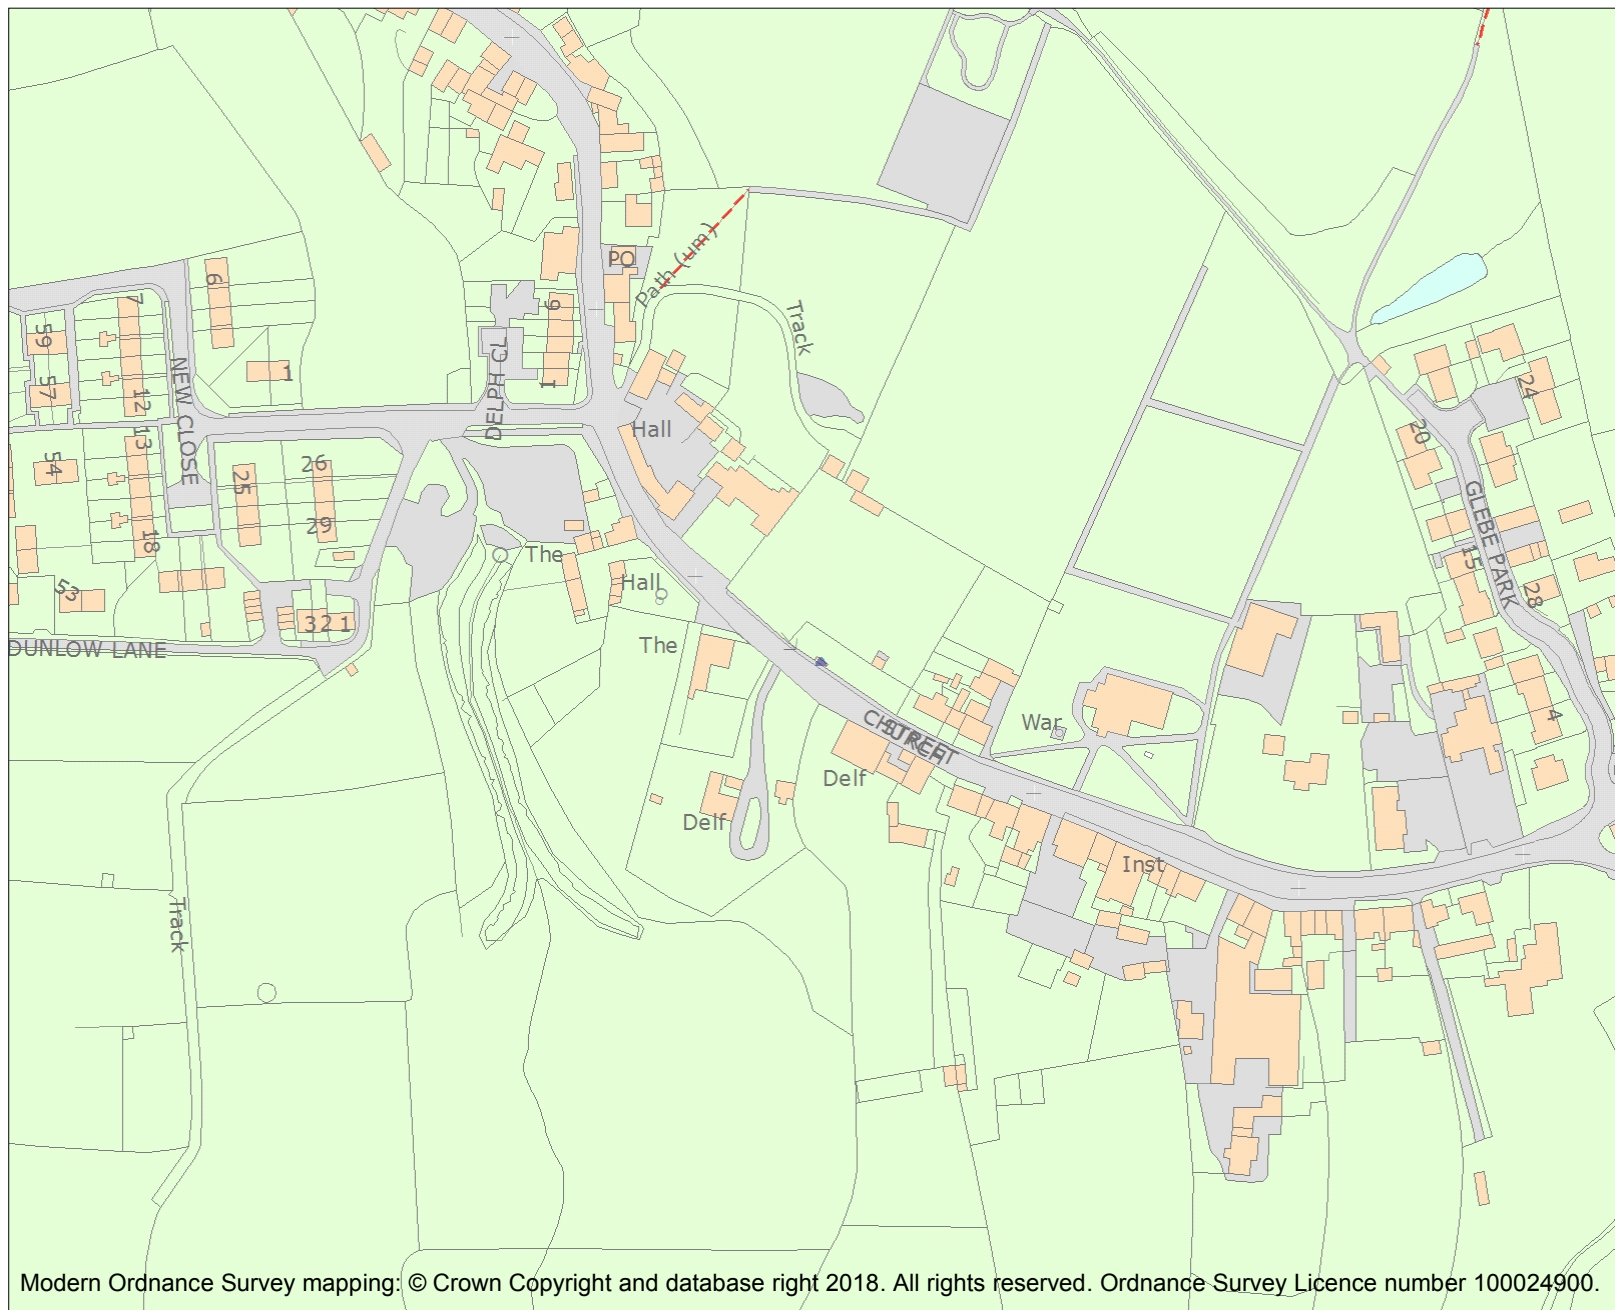 PO
Path (um)
6
9
7
Track
59
DELPH CL
NEW CLOSE
1
1
57
24
12
Hall
20
13
54
26
25
GLEBE PARK
29
18
The
15
Hall
53
28
3 2 1
The
DUNLOW LANE
War
4
CHURCH
STREET
Delf
Delf
Inst
Track
Modern Ordnance Survey mapping: © Crown Copyright and database right 2018. All rights reserved. Ordnance Survey Licence number 100024900.